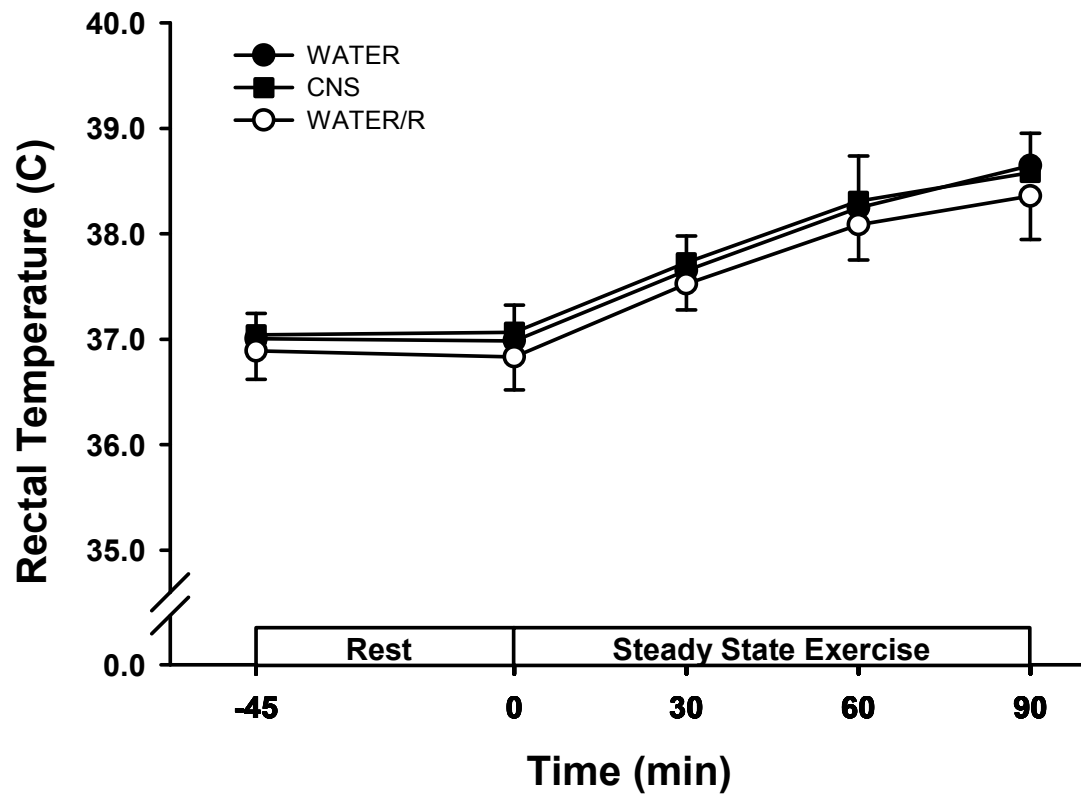 40.0
WATER
CNS
WATER/R
39.0
38.0
37.0
36.0
35.0
0.0
Rectal Temperature (C)
Rest
Steady State Exercise
-45 0 30 60 90
Time (min)